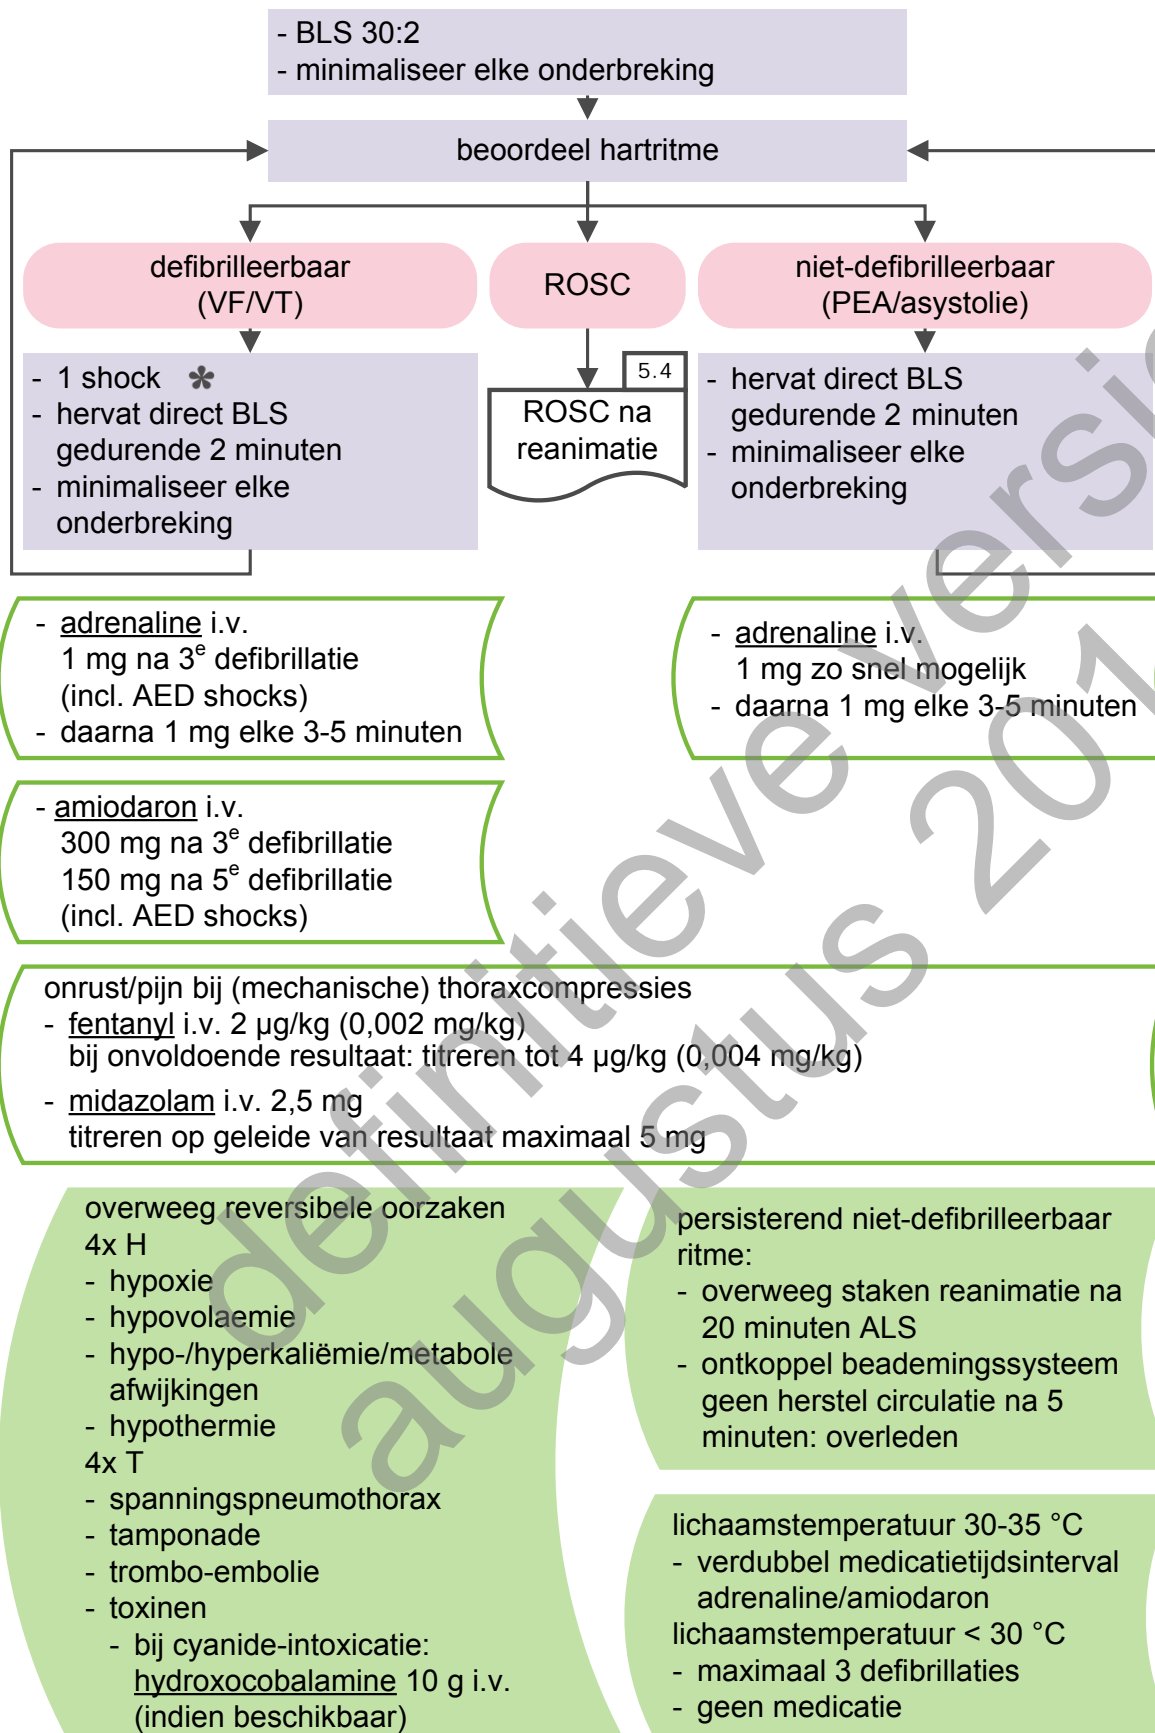 - BLS 30:2
- minimaliseer elke onderbreking
beoordeel hartritme
defibrilleerbaar
(VF/VT)
ROSC
niet-defibrilleerbaar
(PEA/asystolie)
- 1 shock ✱
- hervat direct BLS
gedurende 2 minuten
- minimaliseer elke
onderbreking
5.4
ROSC na
reanimatie
- hervat direct BLS
gedurende 2 minuten
- minimaliseer elke
onderbreking
- adrenaline i.v.
1 mg na 3e defibrillatie
(incl. AED shocks)
- daarna 1 mg elke 3-5 minuten
- adrenaline i.v.
1 mg zo snel mogelijk
- daarna 1 mg elke 3-5 minuten
- amiodaron i.v.
300 mg na 3e defibrillatie
150 mg na 5e defibrillatie
(incl. AED shocks)
onrust/pijn bij (mechanische) thoraxcompressies
- fentanyl i.v. 2 µg/kg (0,002 mg/kg)
bij onvoldoende resultaat: titreren tot 4 µg/kg (0,004 mg/kg)
- midazolam i.v. 2,5 mg
titreren op geleide van resultaat maximaal 5 mg
overweeg reversibele oorzaken
4x H
- hypoxie
- hypovolaemie
- hypo-/hyperkaliëmie/metabole
afwijkingen
- hypothermie
4x T
- spanningspneumothorax
- tamponade
- trombo-embolie
- toxinen
- bij cyanide-intoxicatie:
hydroxocobalamine 10 g i.v.
(indien beschikbaar)
persisterend niet-defibrilleerbaar
ritme:
- overweeg staken reanimatie na
20 minuten ALS
- ontkoppel beademingssysteem
geen herstel circulatie na 5
minuten: overleden
lichaamstemperatuur 30-35 °C
- verdubbel medicatietijdsinterval
adrenaline/amiodaron
lichaamstemperatuur < 30 °C
- maximaal 3 defibrillaties
- geen medicatie
definitieve versie
augustus 201